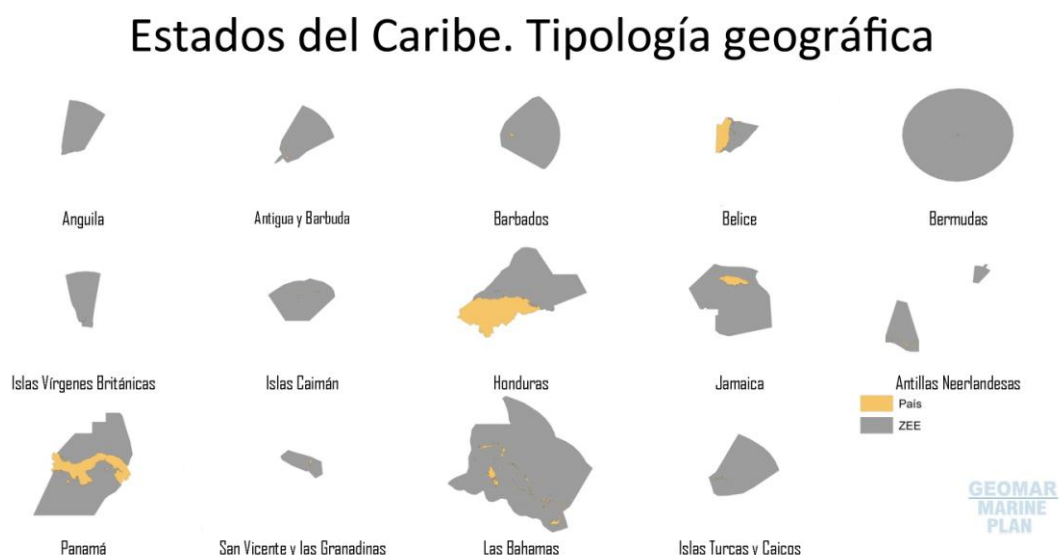 Estados del Caribe. Tipología geográfica
Anguila
Antigua y Barbuda
Barbados
Belice
Bermudas
Islas Vírgenes Británicas
Islas Caimán
Honduras
Jamaica
Antillas Neerlandesas
País
ZEE
Panamá
San Vicente y las Granadinas
Las Bahamas
Islas Turcas y Caicos
GEOMAR
MARINE
PLAN